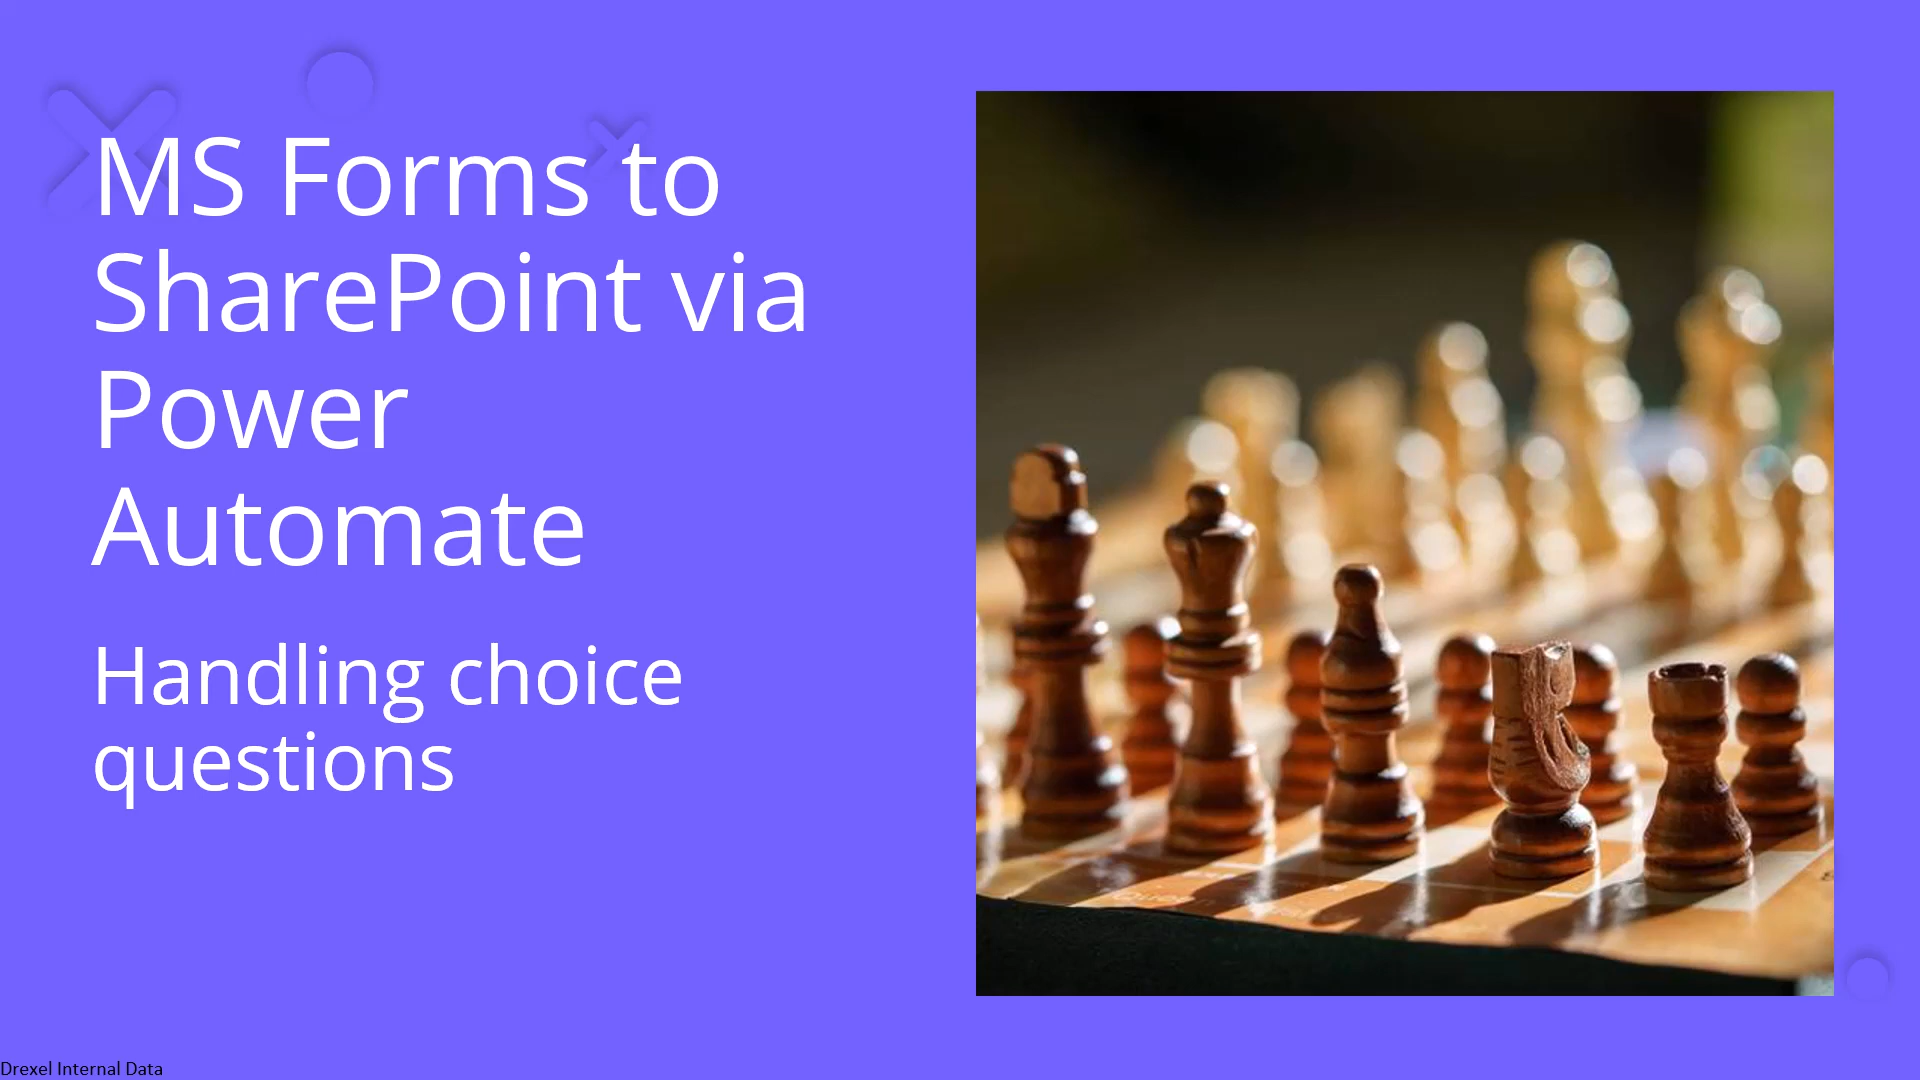 MS Forms to
SharePoint via
Power
Automate
Handling choice
questions
Drexel Internal Data